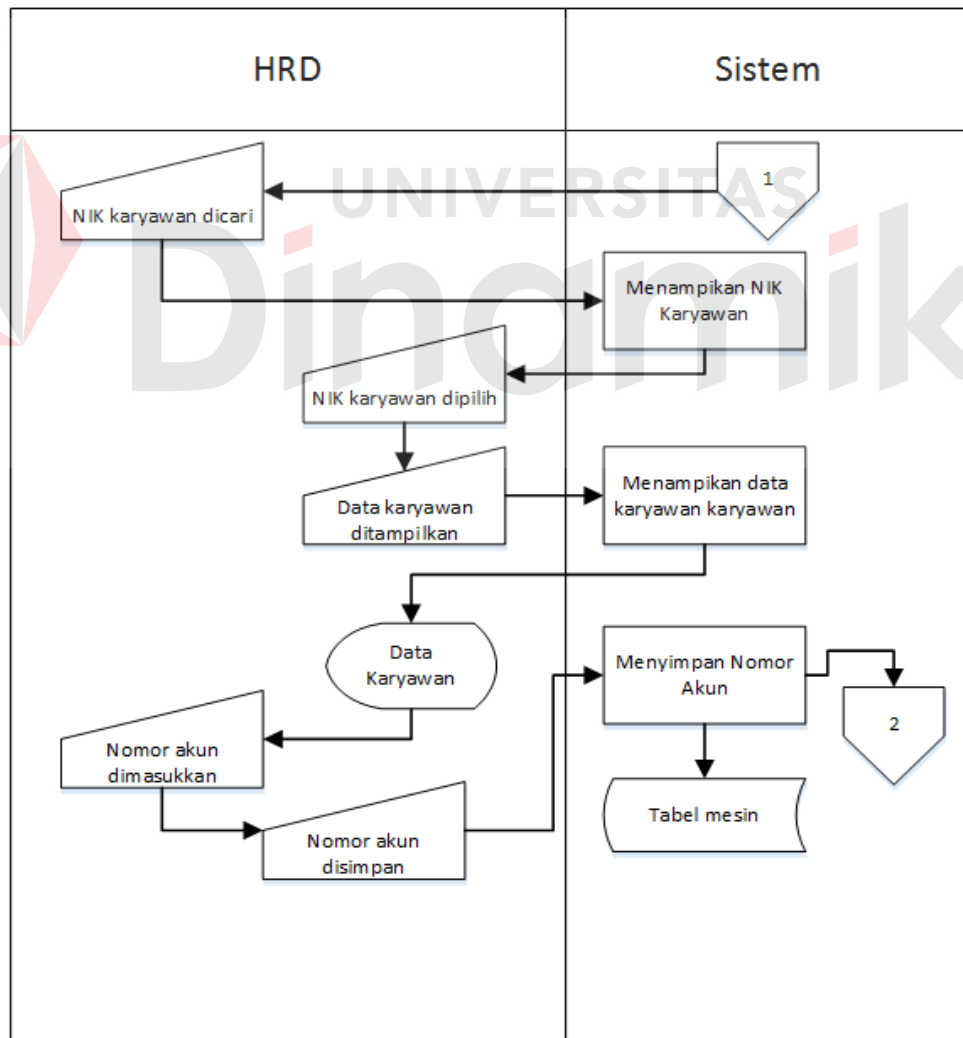 HRD
Sistem
UNIVERSITAS
Dinamik
1
NIK karyawan dicari
Menampikan NIK
Karyawan
NIK karyawan dipilih
Data karyawan
ditampilkan
Menampikan data
karyawan karyawan
Data
Karyawan
Menyimpan Nomor
Akun
2
Nomor akun
dimasukkan
Tabel mesin
Nomor akun
disimpan